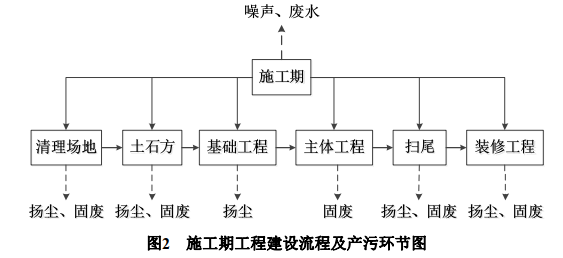 噪声、废水
施工期
清理场地 土石方 基础工程 主体工程 扫尾 装修工程
扬尘、固废 扬尘、固废 扬尘 固废 扬尘、固废 扬尘、固废
图2 施工期工程建设流程及产污环节图